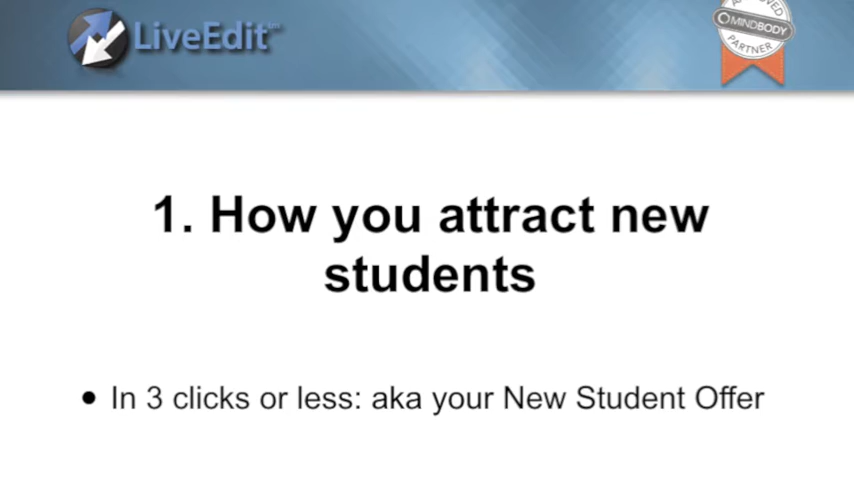 LiveEdit
MINDBODY
PARTNER
1. How you attract new
students
• In 3 clicks or less: aka your New Student Offer